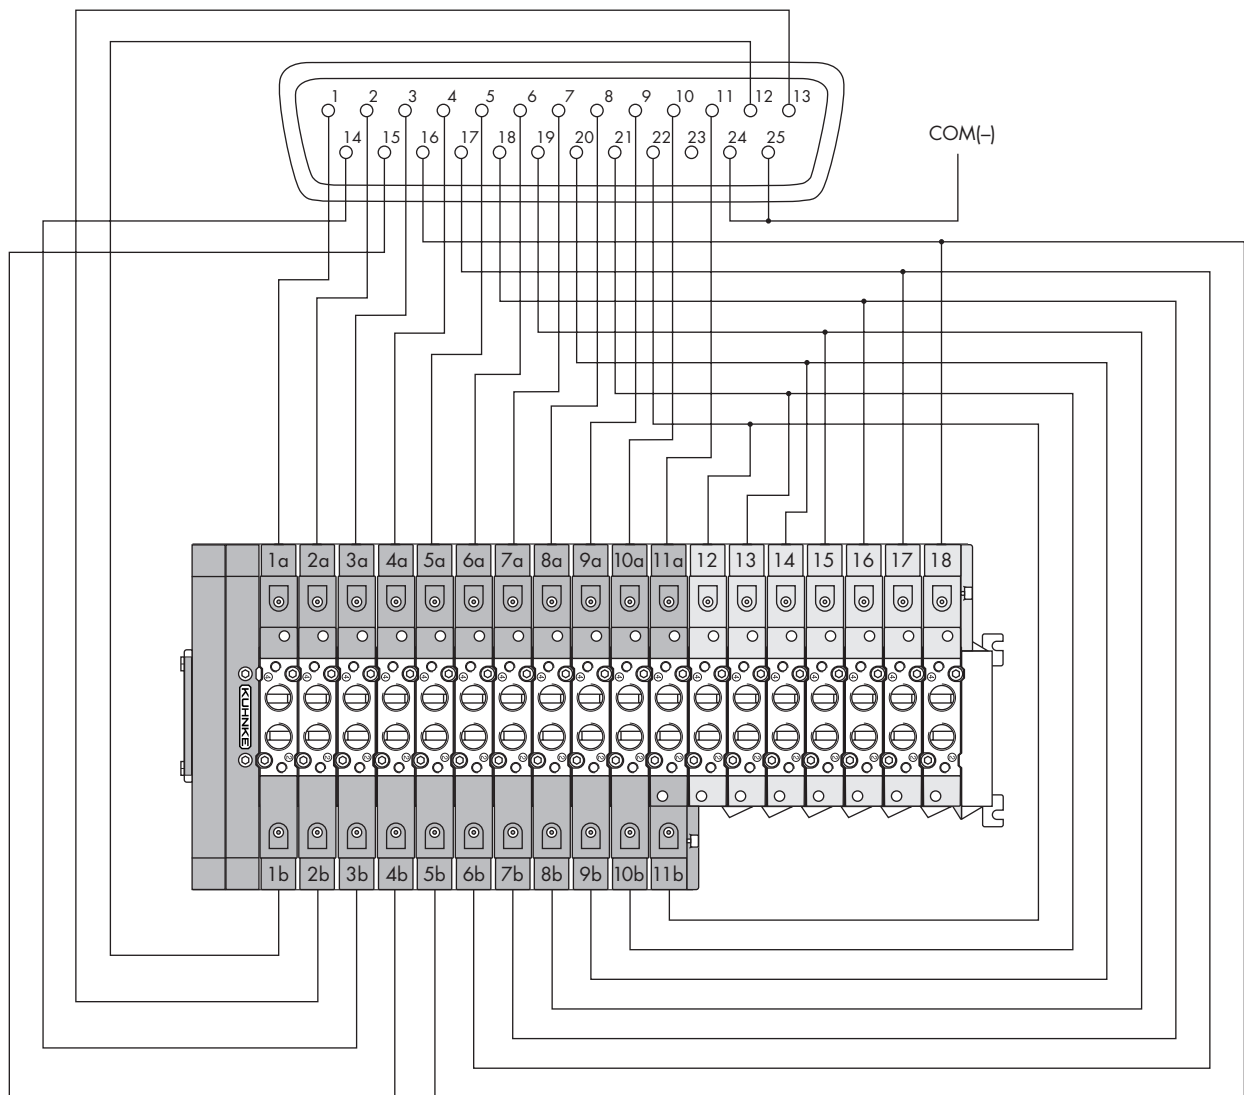 1 2 3 4 5 6 7 8 9 10 11 12 13
14 15 16 17 18 19 20 21 22 23 24 25
COM(–)
1a 2a 3a 4a 5a 6a 7a 8a 9a 10a 11a 12 13 14 15 16 17 18
KUHNKE
1b 2b 3b 4b 5b 6b 7b 8b 9b 10b 11b